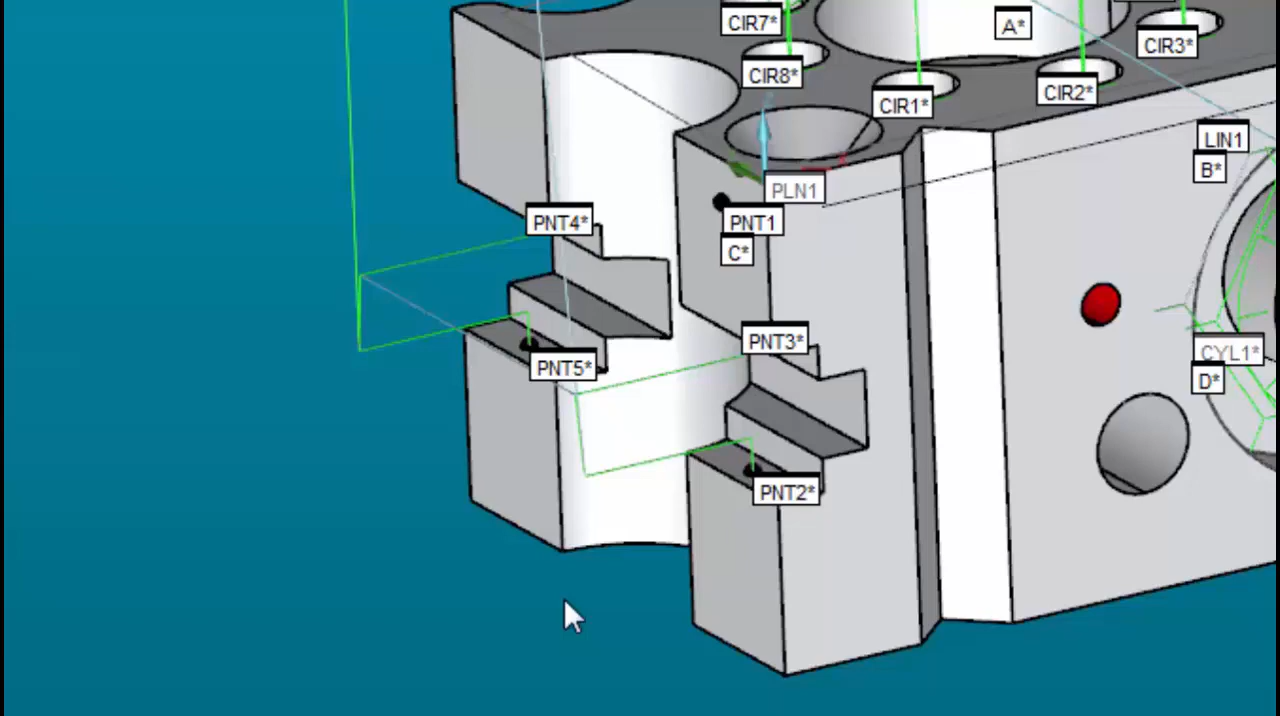 CIR7*
A*
CIR3*
CIR8*
CIR2*
CIR1*
LIN1
B*
PLN1
PNT4*
PNT1
C*
PNT3*
CYL1*
D*
PNT5*
PNT2*